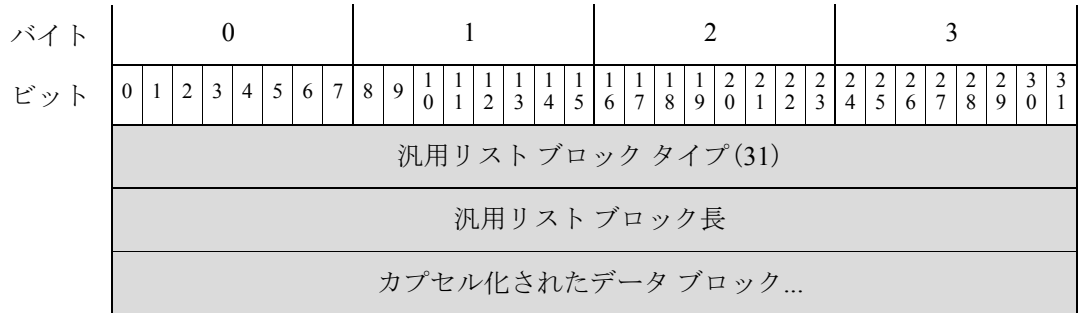 バイト 0 1 2 3
ビット 0 1 2 3 4 5 6 7 8 9 10 11 12 13 14 15 16 17 18 19 20 21 22 23 24 25 26 27 28 29 30 31
汎用リスト ブロック タイプ(31)
汎用リスト ブロック長
カプセル化されたデータ ブロック...